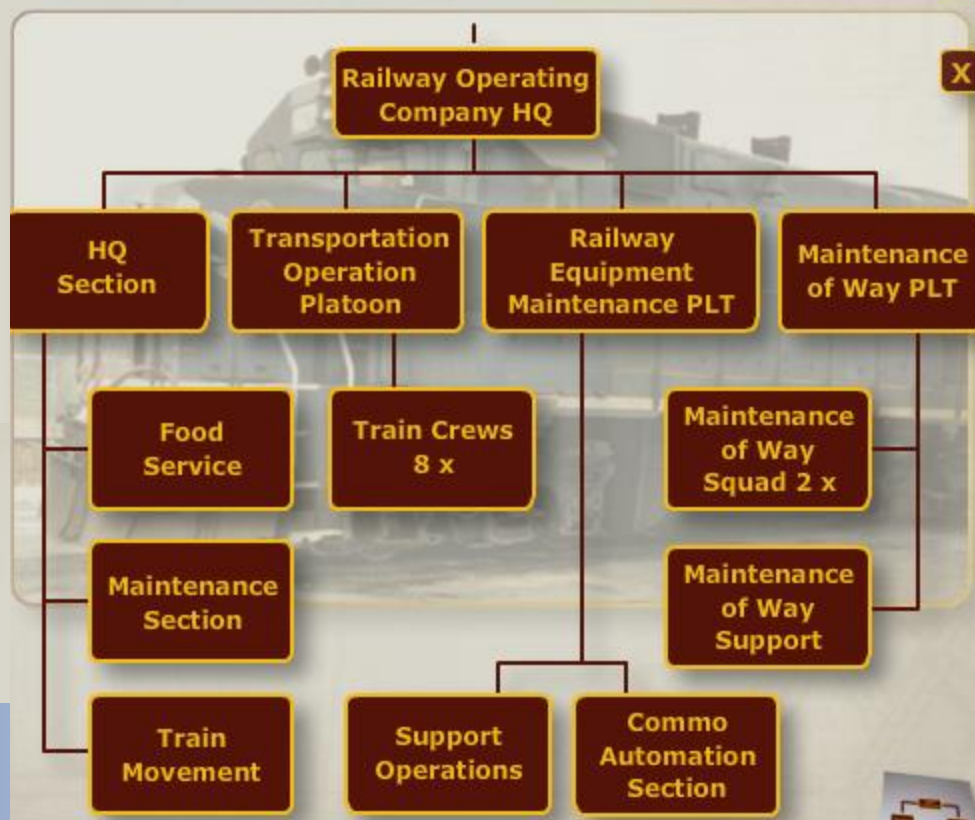 Railway Operating
Company HQ
X
HQ
Section
Transportation
Operation
Platoon
Railway
Equipment
Maintenance PLT
Maintenance
of Way PLT
Food
Service
Train Crews
8 x
Maintenance
of Way
Squad 2 x
Maintenance
Section
Maintenance
of Way
Support
Train
Movement
Support
Operations
Commo
Automation
Section